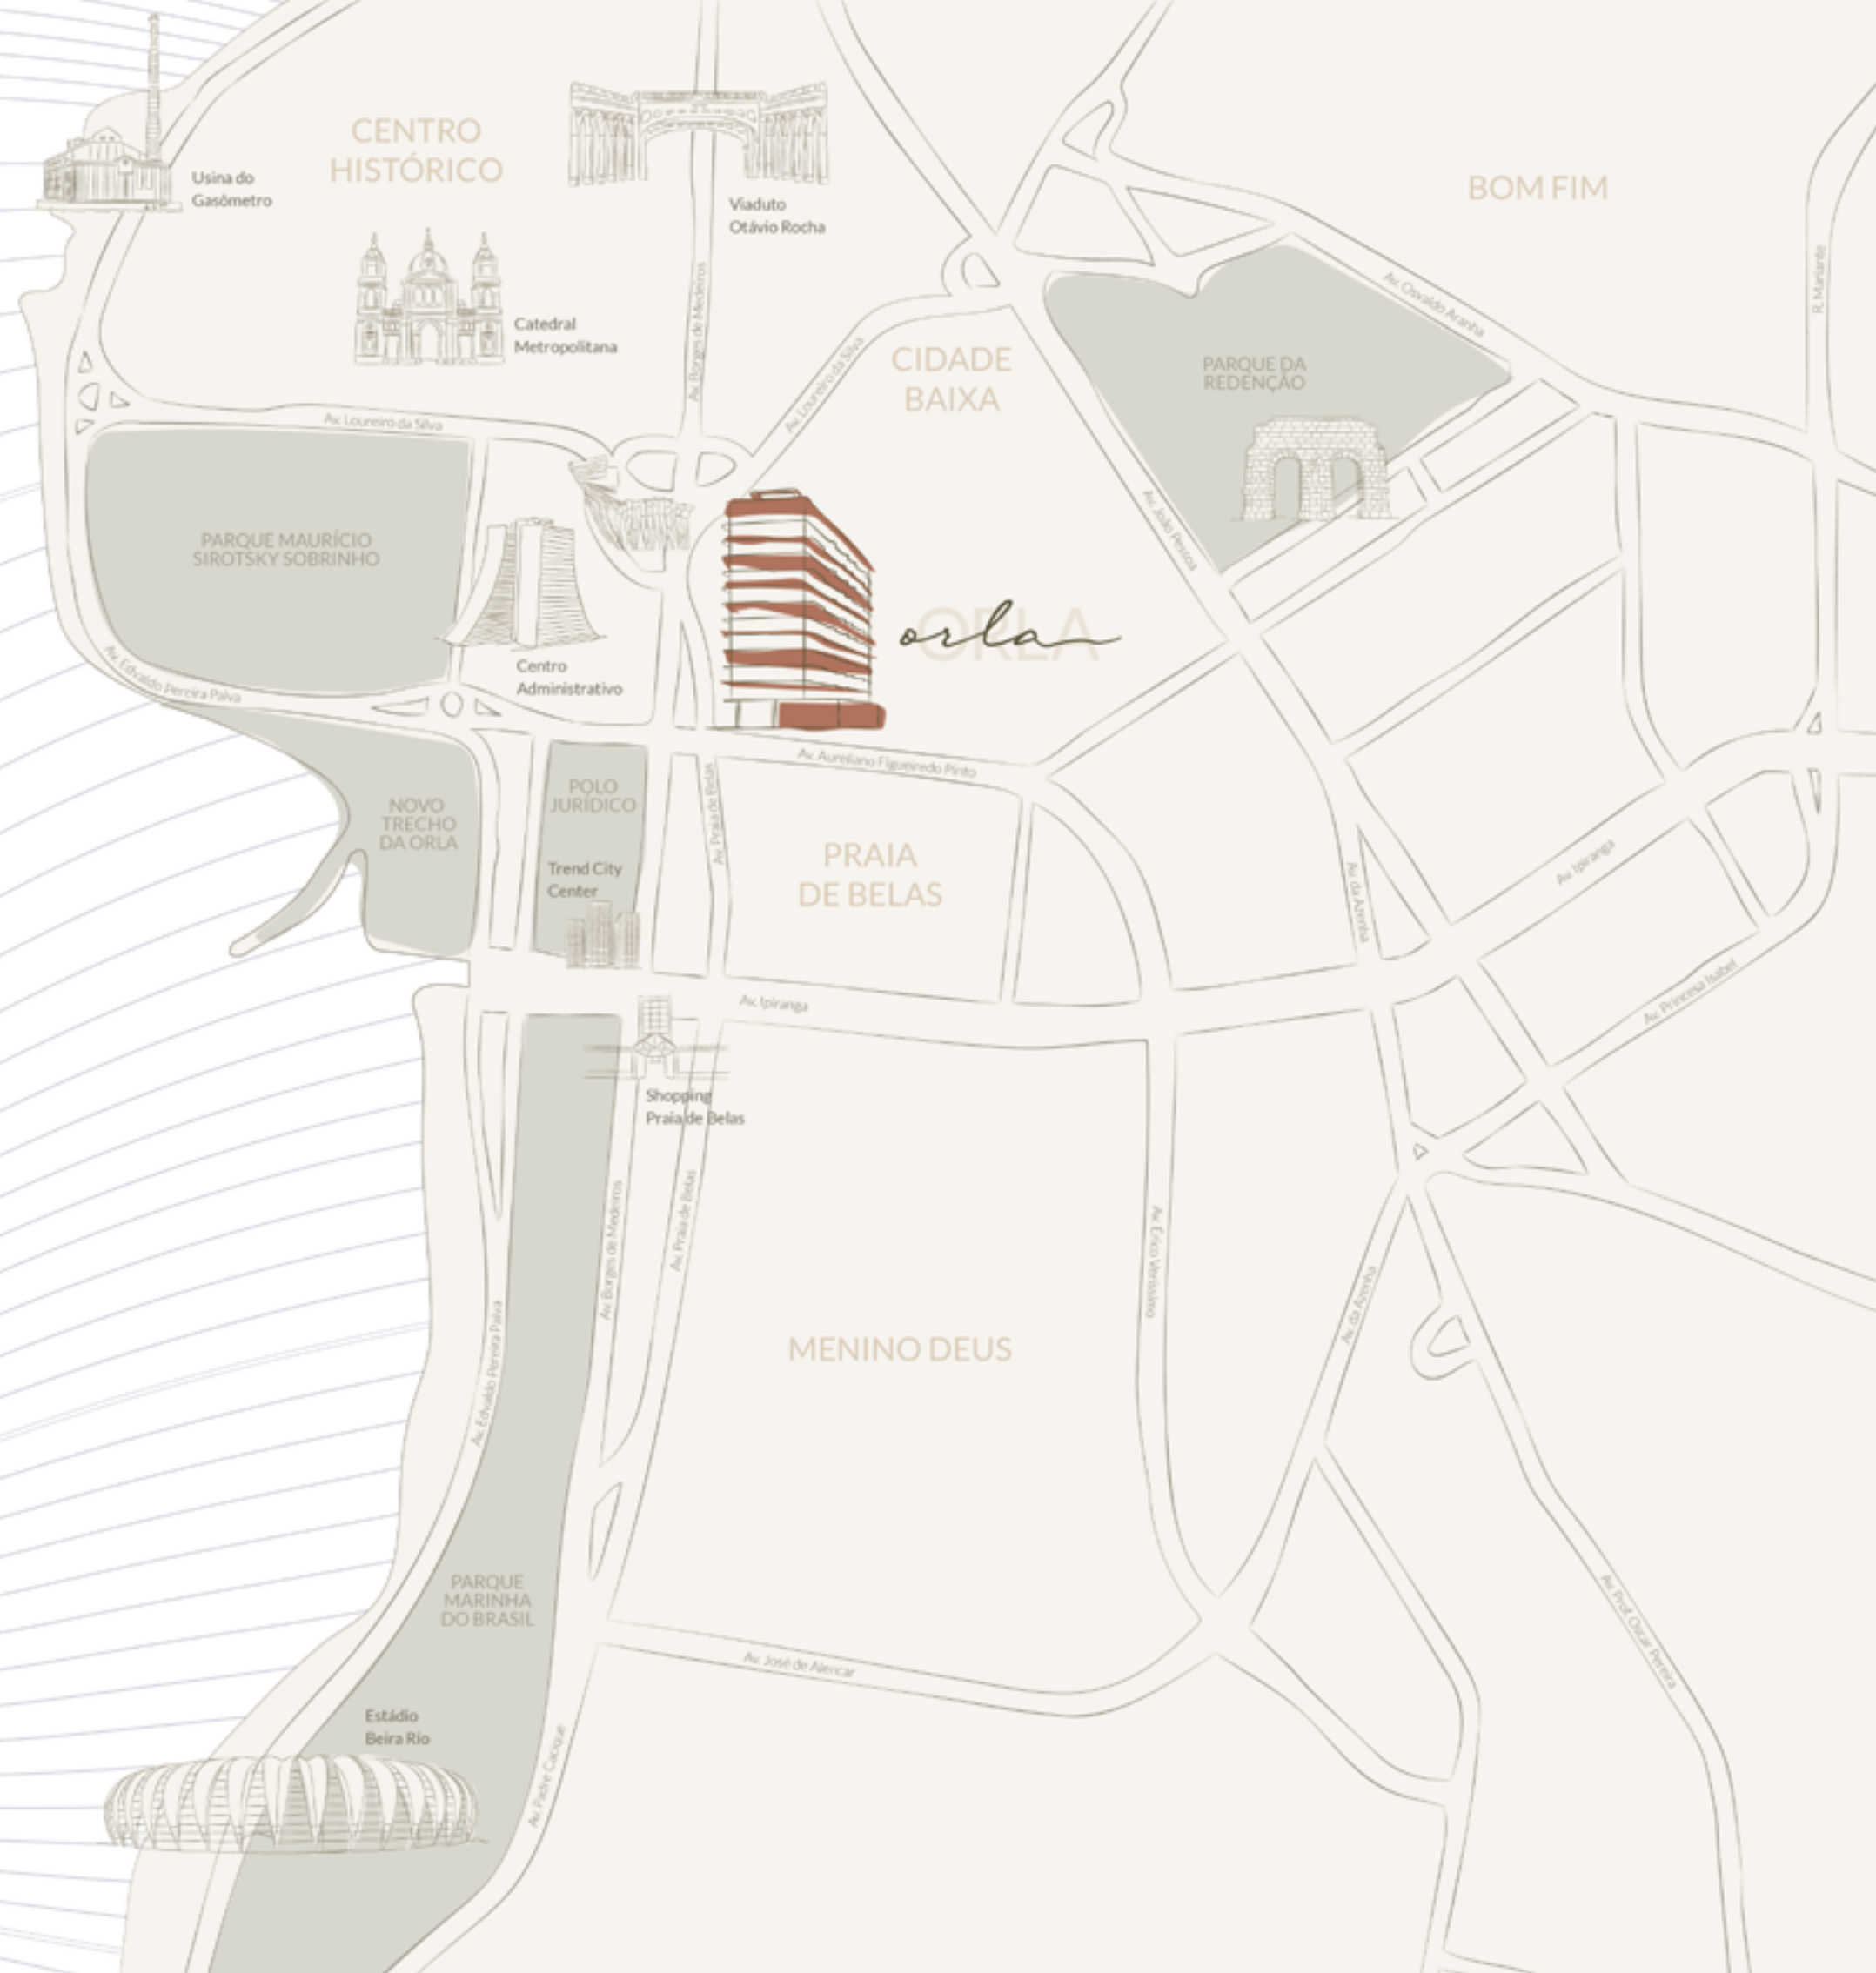 CENTRO
HISTÓRICO
Usina do
Gasômetro
Viaduto
Otávio Rocha
BOM FIM
Catedral
Metropolitana
Av. Borges de Medeiros
Av. Loureiro da Silva
CIDADE
BAIXA
Av. Osvaldo Aranha
R. Mariante
PARQUE DA
REDENÇÃO
Av. Loureiro da Silva
PARQUE MAURÍCIO
SIROTSKY SOBRINHO
Av. João Pessoa
ORLA
orla
Centro
Administrativo
Av. Edvaldo Pereira Paiva
Av. Aureliano Figueiredo Pinto
POLO
JURÍDICO
NOVO
TRECHO
DA ORLA
Av. Praia de Belas
Trend City
Center
PRAIA
DE BELAS
Av. da Azenha
Av. Ipiranga
Av. Ipiranga
Av. Princesa Isabel
Shopping
Praia de Belas
Av. Borges de Medeiros
Av. Praia de Belas
Av. Érico Veríssimo
Av. da Azenha
MENINO DEUS
Av. Edvaldo Pereira Paiva
PARQUE
MARINHA
DO BRASIL
Av. Prof. Oscar Pereira
Av. José de Alencar
Estádio
Beira Rio
Av. Padre Cacique